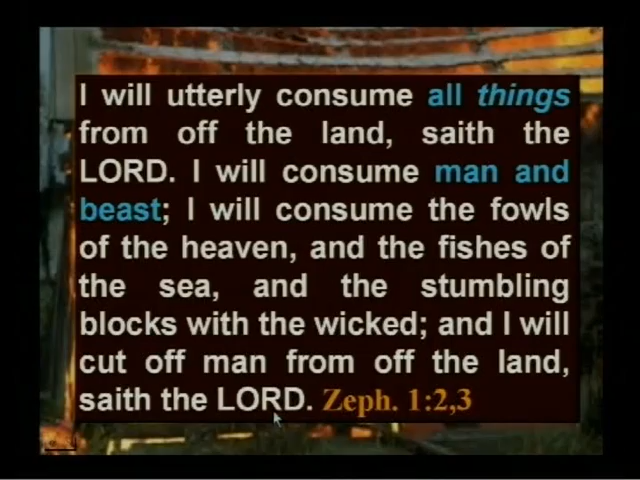 I will utterly consume all things
from off the land, saith the
LORD. I will consume man and
beast; I will consume the fowls
of the heaven, and the fishes of
the sea, and the stumbling
blocks with the wicked; and I will
cut off man from off the land,
saith the LORD. Zeph. 1:2,3